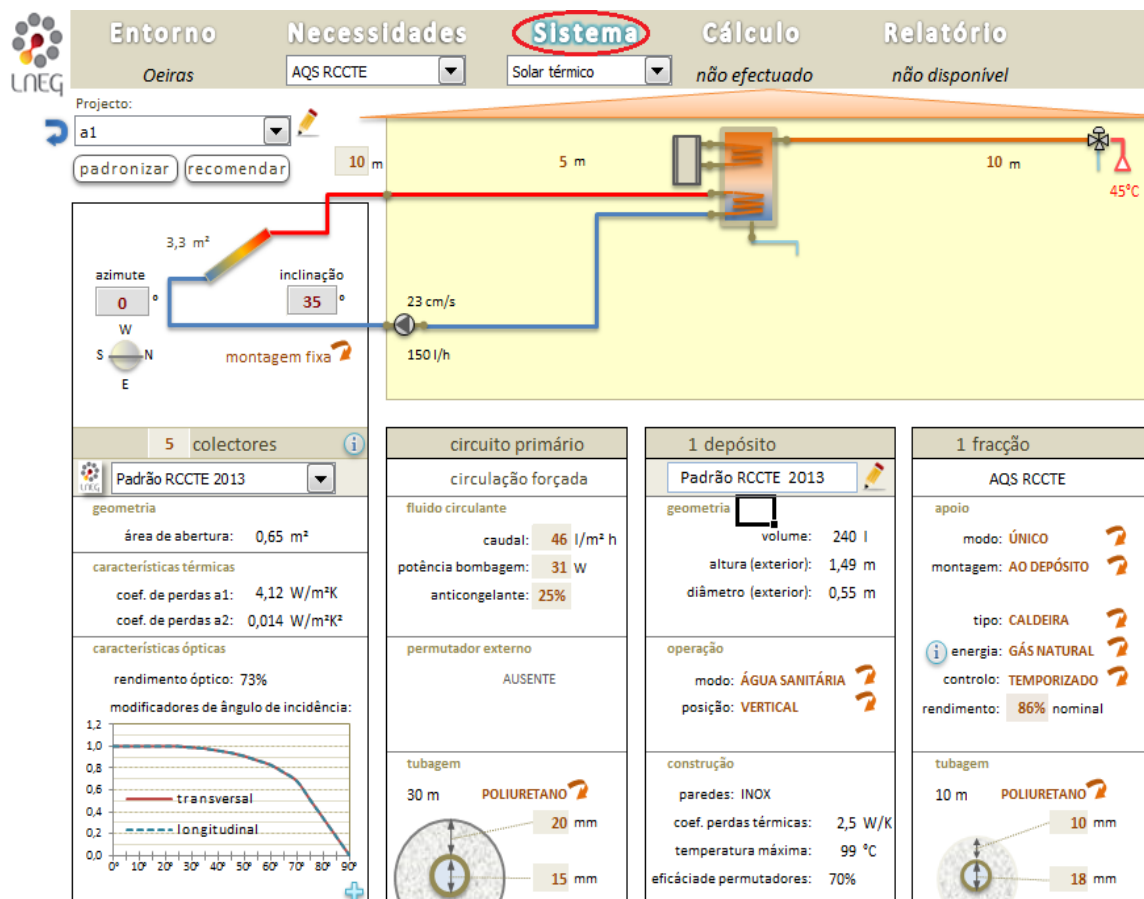 LNEG
Entorno Necessidades Sistema Cálculo Relatório
Oeiras AQS RCCTE Solar térmico não efectuado não disponível
Projecto:
a1
padronizar recomendar
10 m 5 m 10 m
45°C
3,3 m²
azimute inclinação
0 ° 35 °
W
S N
E
montagem fixa
23 cm/s
150 l/h
5 colectores
LNEG Padrão RCCTE 2013
geometria
área de abertura: 0,65 m²
características térmicas
coef. de perdas a1: 4,12 W/m²K
coef. de perdas a2: 0,014 W/m²K²
características ópticas
rendimento óptico: 73%
modificadores de ângulo de incidência:
1,2
1,0
0,8
0,6
0,4
0,2
0,0
transversal
longitudinal
0° 10° 20° 30° 40° 50° 60° 70° 80° 90°
circuito primário
circulação forçada
fluido circulante
caudal: 46 l/m² h
potência bombagem: 31 W
anticongelante: 25%
permutador externo
AUSENTE
tubagem
30 m POLIURETANO
20 mm
15 mm
1 depósito
Padrão RCCTE 2013
geometria
volume: 240 l
altura (exterior): 1,49 m
diâmetro (exterior): 0,55 m
operação
modo: ÁGUA SANITÁRIA
posição: VERTICAL
construção
paredes: INOX
coef. perdas térmicas: 2,5 W/K
temperatura máxima: 99 °C
eficáciade permutadores: 70%
1 fracção
AQS RCCTE
apoio
modo: ÚNICO
montagem: AO DEPÓSITO
tipo: CALDEIRA
energia: GÁS NATURAL
controlo: TEMPORIZADO
rendimento: 86% nominal
tubagem
10 m POLIURETANO
10 mm
18 mm